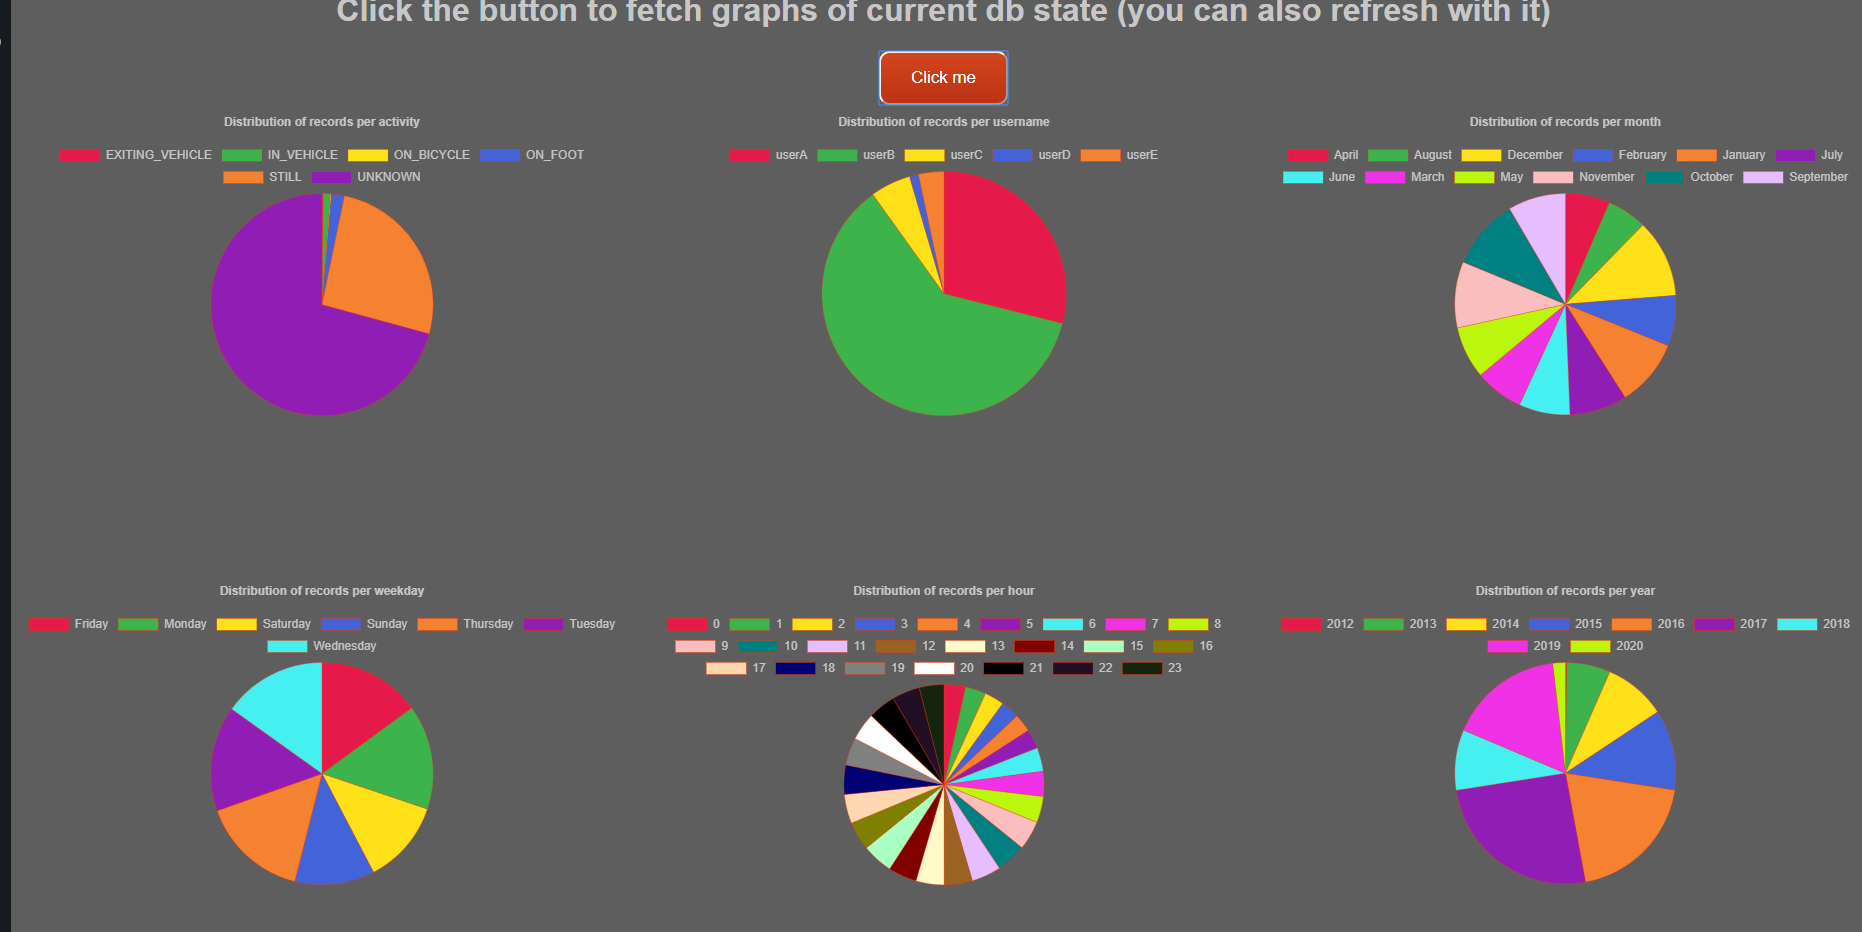 Click the button to fetch graphs of current db state (you can also refresh with it)
Click me
Distribution of records per activity
EXITING_VEHICLE IN_VEHICLE ON_BICYCLE ON_FOOT
STILL UNKNOWN
Distribution of records per username
userA userB userC userD userE
Distribution of records per month
April August December February January July
June March May November October September
Distribution of records per weekday
Friday Monday Saturday Sunday Thursday Tuesday
Wednesday
Distribution of records per hour
0 1 2 3 4 5 6 7 8
9 10 11 12 13 14 15 16
17 18 19 20 21 22 23
Distribution of records per year
2012 2013 2014 2015 2016 2017 2018
2019 2020